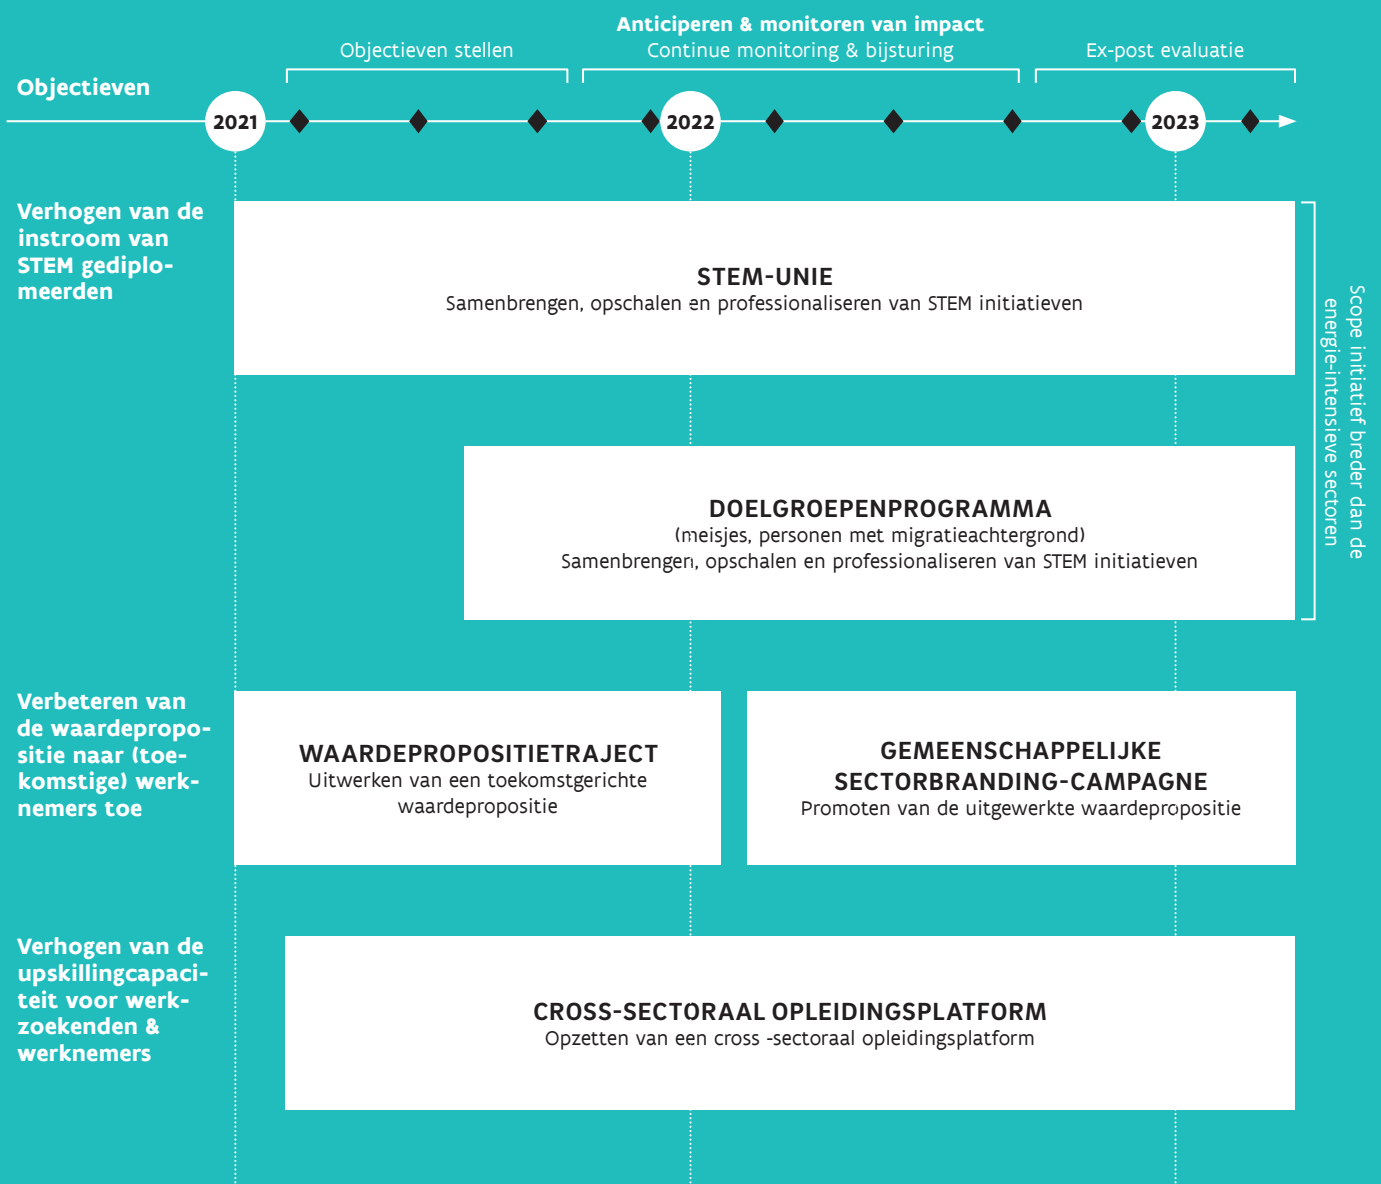 Anticiperen & monitoren van impact
Objectieven stellen
Continue monitoring & bijsturing
Ex-post evaluatie
Objectieven
2021
2022
2023
Verhogen van de
instroom van
STEM gediplo-
meerden
STEM-UNIE
Samenbrengen, opschalen en professionaliseren van STEM initiatieven
DOELGROEPENPROGRAMMA
(meisjes, personen met migratieachtergrond)
Samenbrengen, opschalen en professionaliseren van STEM initiatieven
Scope initiatief breder dan de
energie-intensieve sectoren
Verbeteren van
de waardepropo-
sitie naar (toe-
komstige) werk-
nemers toe
WAARDEPROPOSITIETRAJECT
Uitwerken van een toekomstgerichte
waardepropositie
GEMEENSCHAPPELIJKE
SECTORBRANDING-CAMPAGNE
Promoten van de uitgewerkte waardepropositie
Verhogen van de
upskillingcapaci-
teit voor werk-
zoekenden &
werknemers
CROSS-SECTORAAL OPLEIDINGSPLATFORM
Opzetten van een cross -sectoraal opleidingsplatform